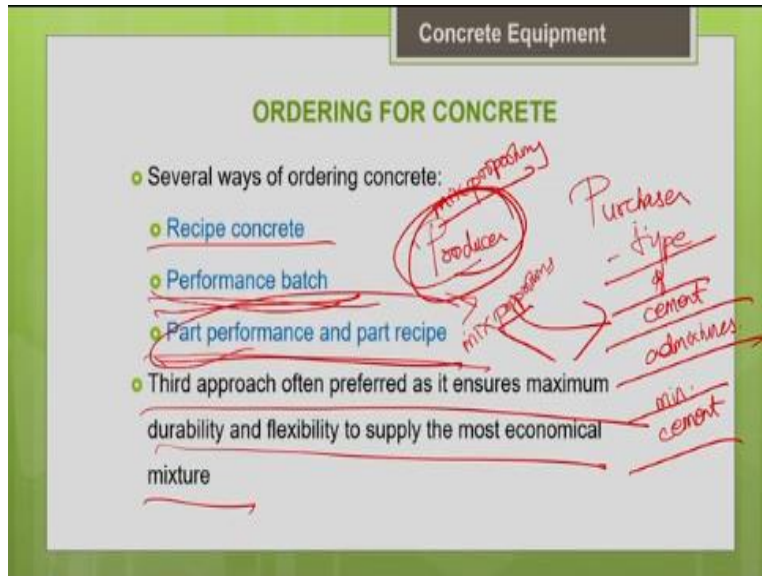 Concrete Equipment
ORDERING FOR CONCRETE
Several ways of ordering concrete:
Recipe concrete
Performance batch
Part performance and part recipe
Third approach often preferred as it ensures maximum
durability and flexibility to supply the most economical
mixture
Producer
Purchaser
- type
of
cement
admixtures
min.
cement